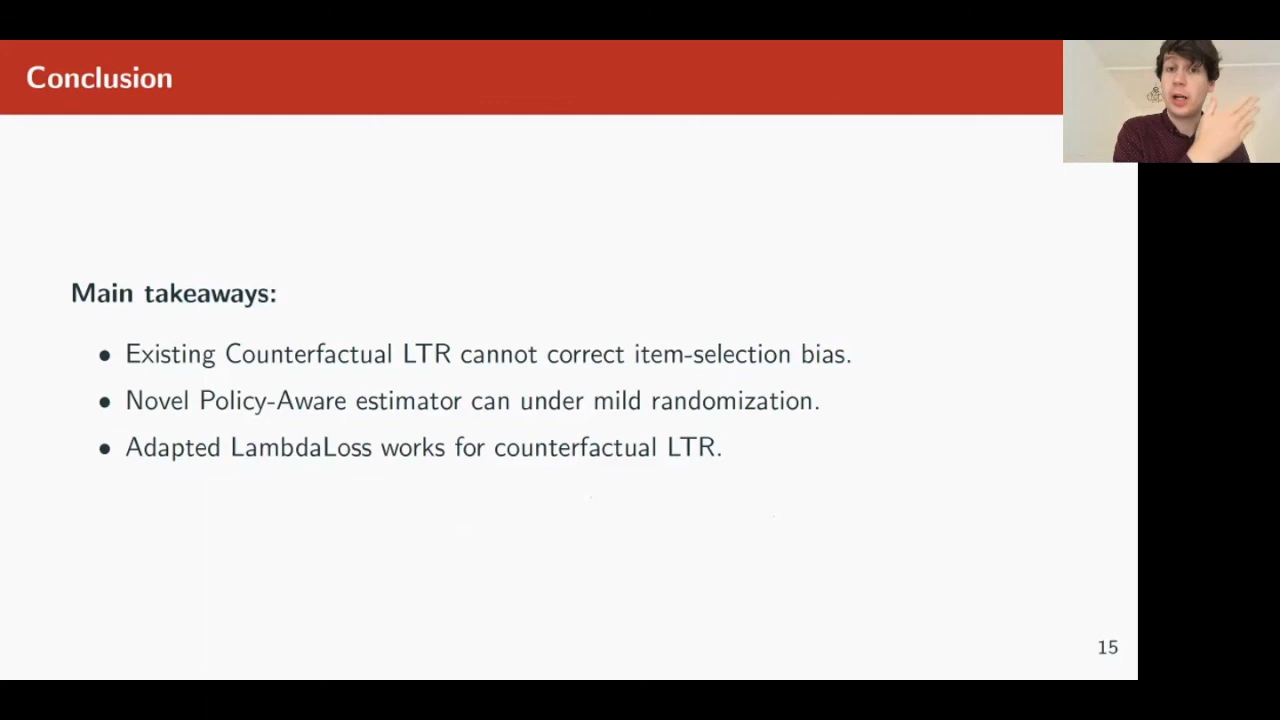 Conclusion
Main takeaways:
• Existing Counterfactual LTR cannot correct item-selection bias.
• Novel Policy-Aware estimator can under mild randomization.
• Adapted LambdaLoss works for counterfactual LTR.
15